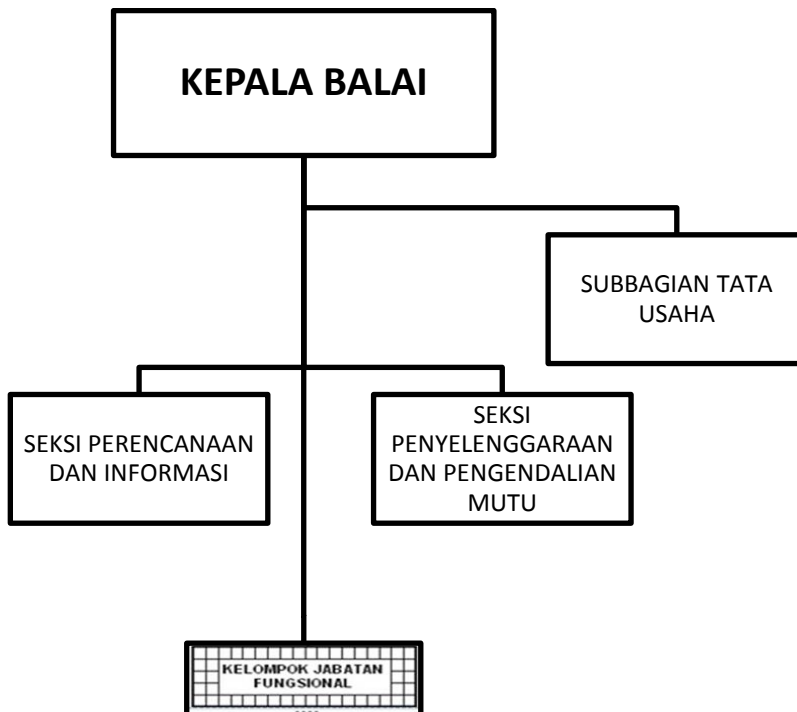 KEPALA BALAI
SUBBAGIAN TATA
USAHA
SEKSI PERENCANAAN
DAN INFORMASI
SEKSI
PENYELENGGARAAN
DAN PENGENDALIAN
MUTU
KELOMPOK JABATAN
FUNGSIONAL